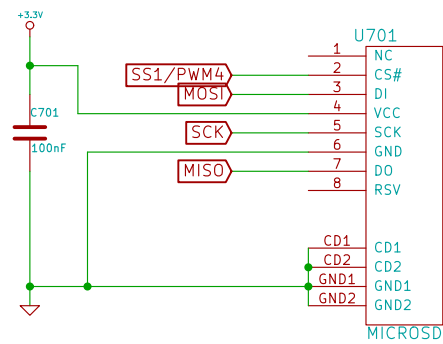 +3.3V
U701
1 NC
SS1/PWM4 2 CS#
MOSI 3 DI
4 VCC
C701
100nF
SCK 5 SCK
6 GND
MISO 7 DO
8 RSV
CD1 CD1
CD2 CD2
GND1 GND1
GND2 GND2
MICROSD